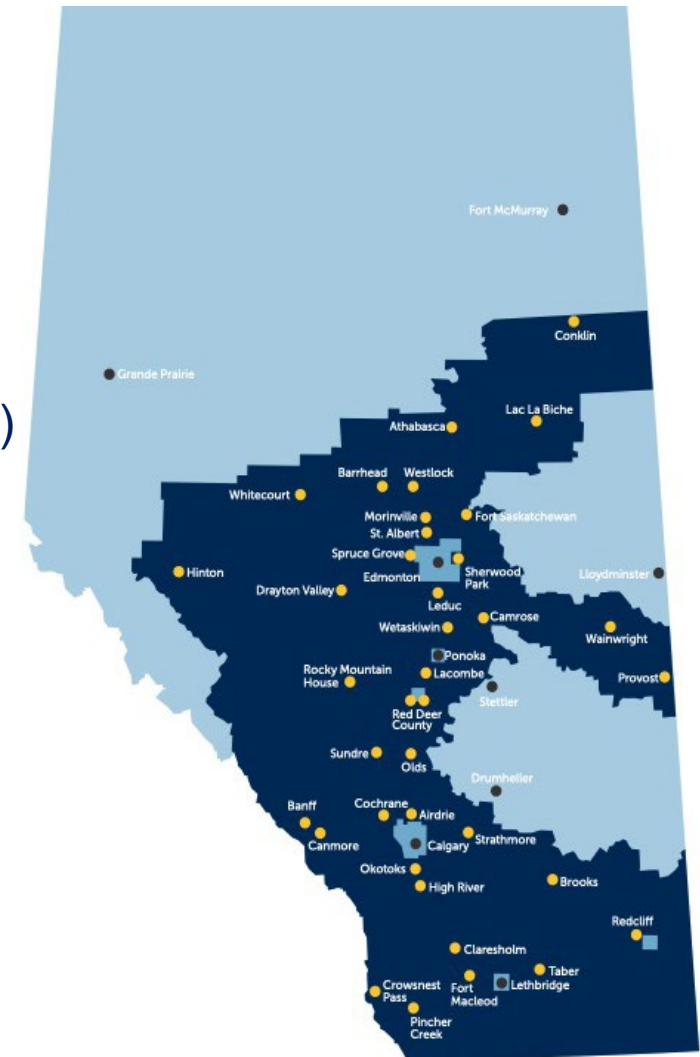 Fort McMurray
Conklin
Grande Prairie
)
Lac La Biche
Athabasca
Barrhead
Westlock
Whitecourt
Morinville
Fort Saskatchewan
St. Albert
Spruce Grove
Hinton
Edmonton
Sherwood
Park
Lloydminster
Drayton Valley
Leduc
Camrose
Wetaskiwin
Wainwright
Ponoka
Rocky Mountain
House
Lacombe
Provost
Stettler
Red Deer
County
Sundre
Olds
Drumheller
Banff
Cochrane
Airdrie
Canmore
Calgary
Strathmore
Okotoks
High River
Brooks
Redcliff
Claresholm
Taber
Crowsnest
Pass
Fort
Macleod
Lethbridge
Pincher
Creek